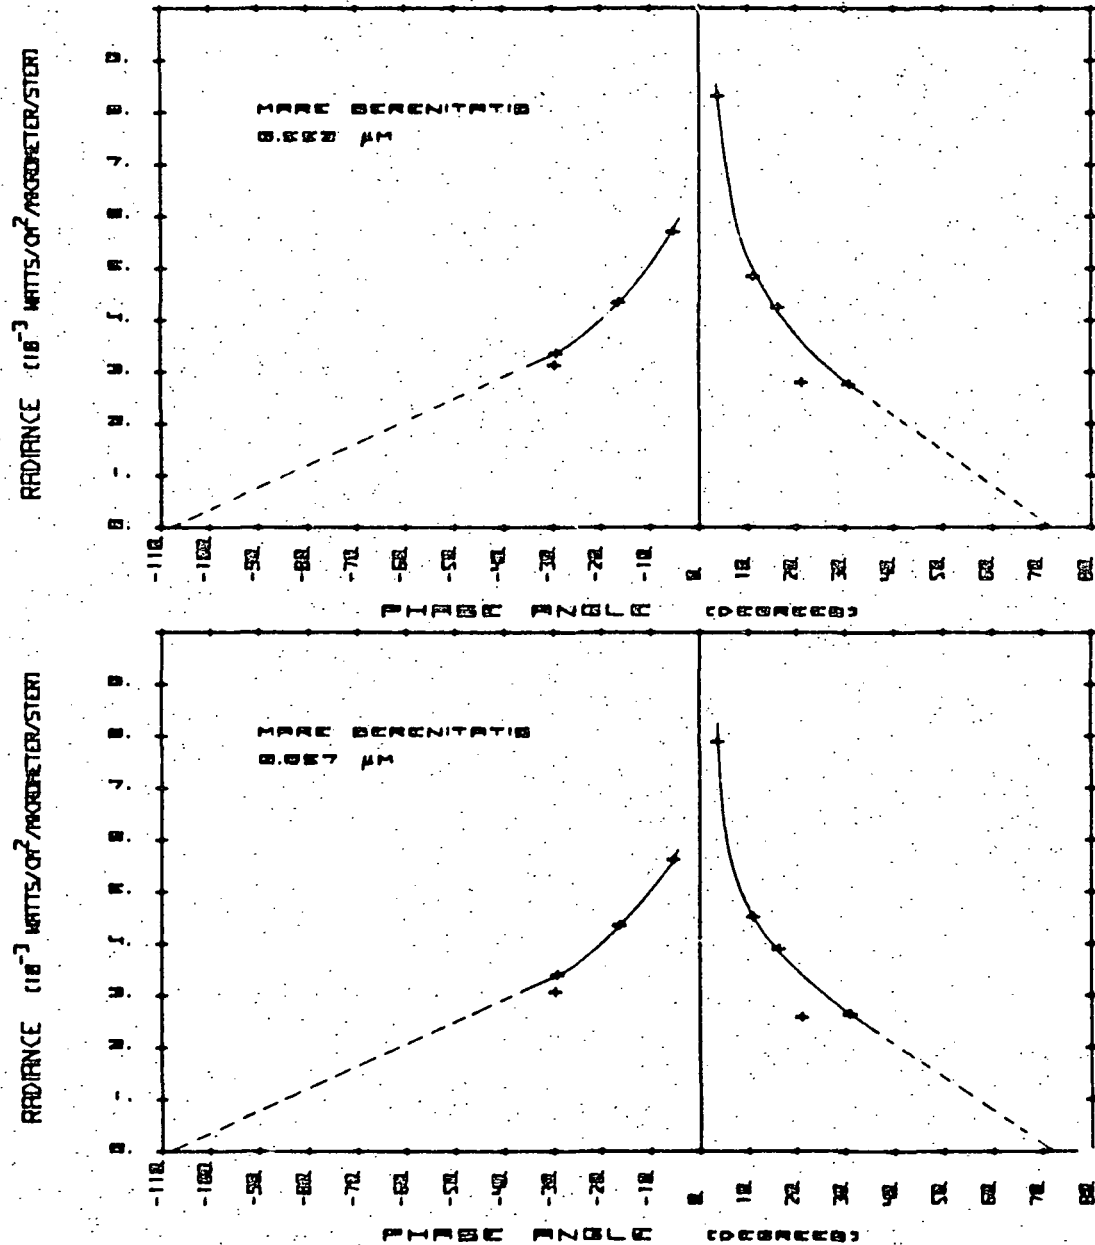 RADIANCE (10⁻³ WATTS/CM²/MICROMETER/STER)
9.
8.
7.
6.
5.
4.
3.
2.
1.
0.
MARE SERENITATIS
μM
-110. -100. -90. -80. -70. -60. -50. -40. -30. -20. -10. 0. 10. 20. 30. 40. 50. 60. 70. 80.
PHASE ANGLE (DEGREES)
RADIANCE (10⁻³ WATTS/CM²/MICROMETER/STER)
9.
8.
7.
6.
5.
4.
3.
2.
1.
0.
MARE SERENITATIS
μM
-110. -100. -90. -80. -70. -60. -50. -40. -30. -20. -10. 0. 10. 20. 30. 40. 50. 60. 70. 80.
PHASE ANGLE (DEGREES)